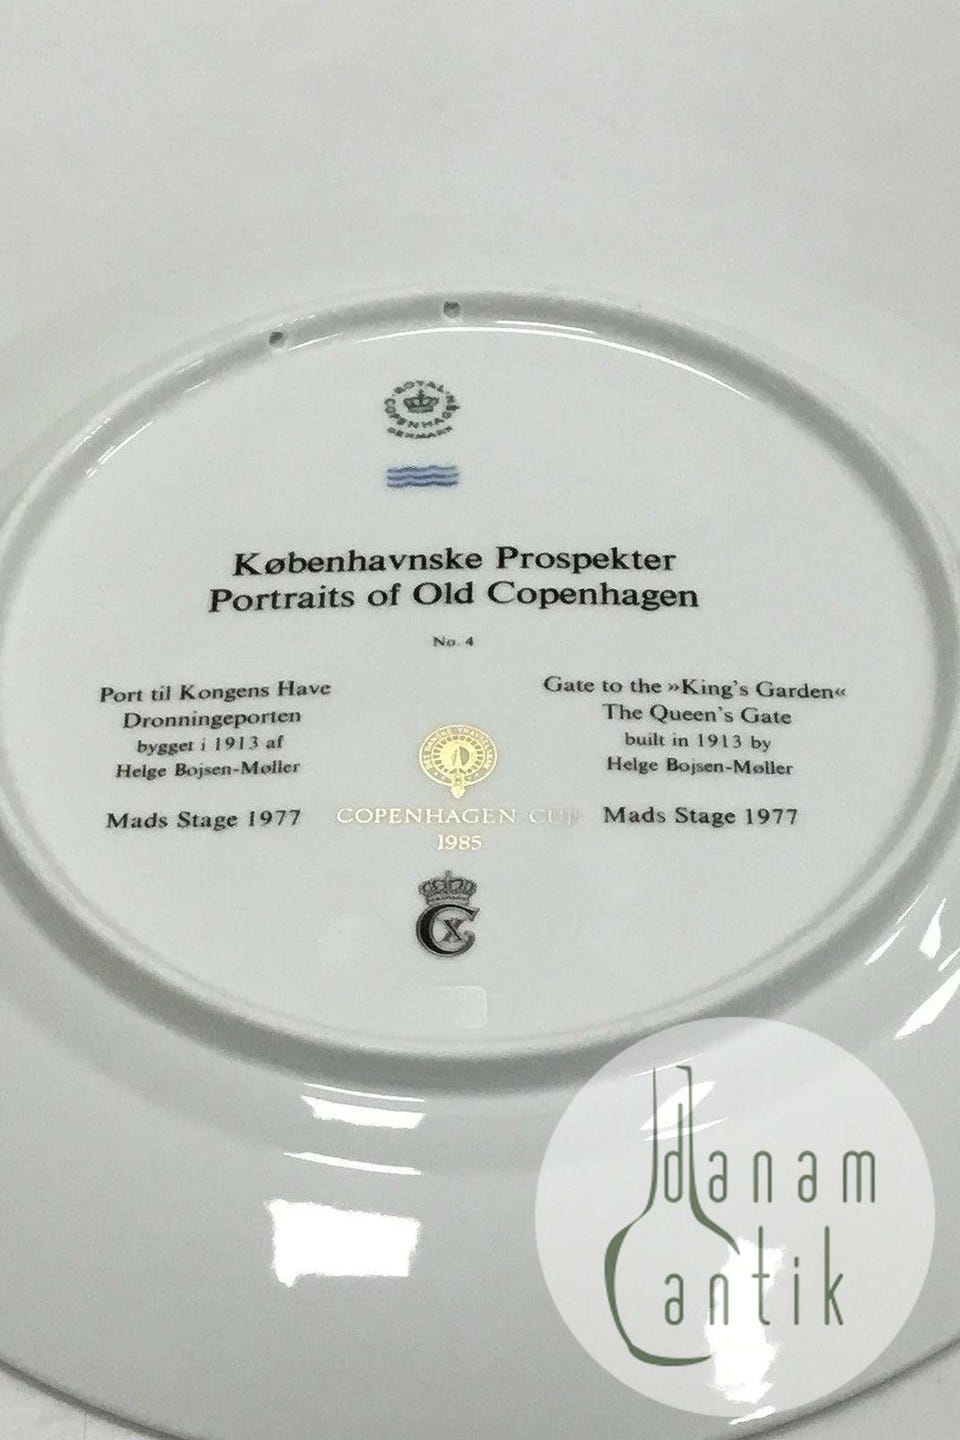 ROYAL
COPENHAGEN
DENMARK
Københavnske Prospekter
Portraits of Old Copenhagen
No. 4
Port til Kongens Have
Dronningeporten
bygget i 1913 af
Helge Bojsen-Møller
Mads Stage 1977
Gate to the »King's Garden«
The Queen's Gate
built in 1913 by
Helge Bojsen-Møller
Mads Stage 1977
COPENHAGEN CUP
1985
C X
danam
antik